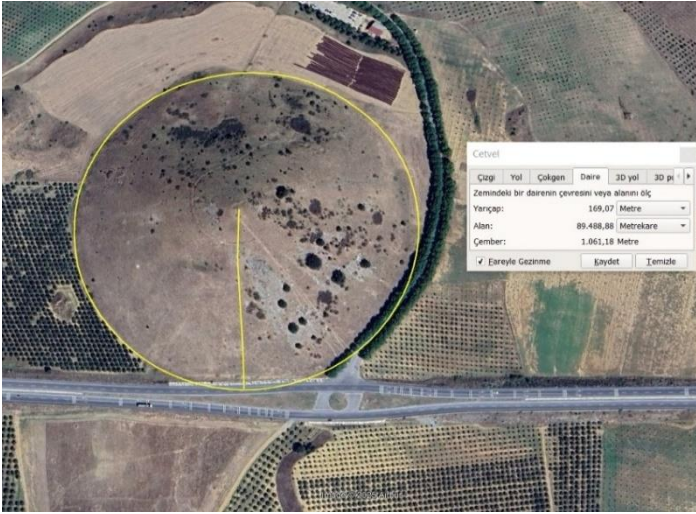 Cetvel
Çizgi Yol Çokgen Daire 3D yol
Zemindeki bir dairenin çevresini veya alanını ölç
Yarıçap: 169,07 Metre
Alan: 89.488,88 Metrekare
Çember: 1.061,18 Metre
Fareyle Gezinme Kaydet Temizle